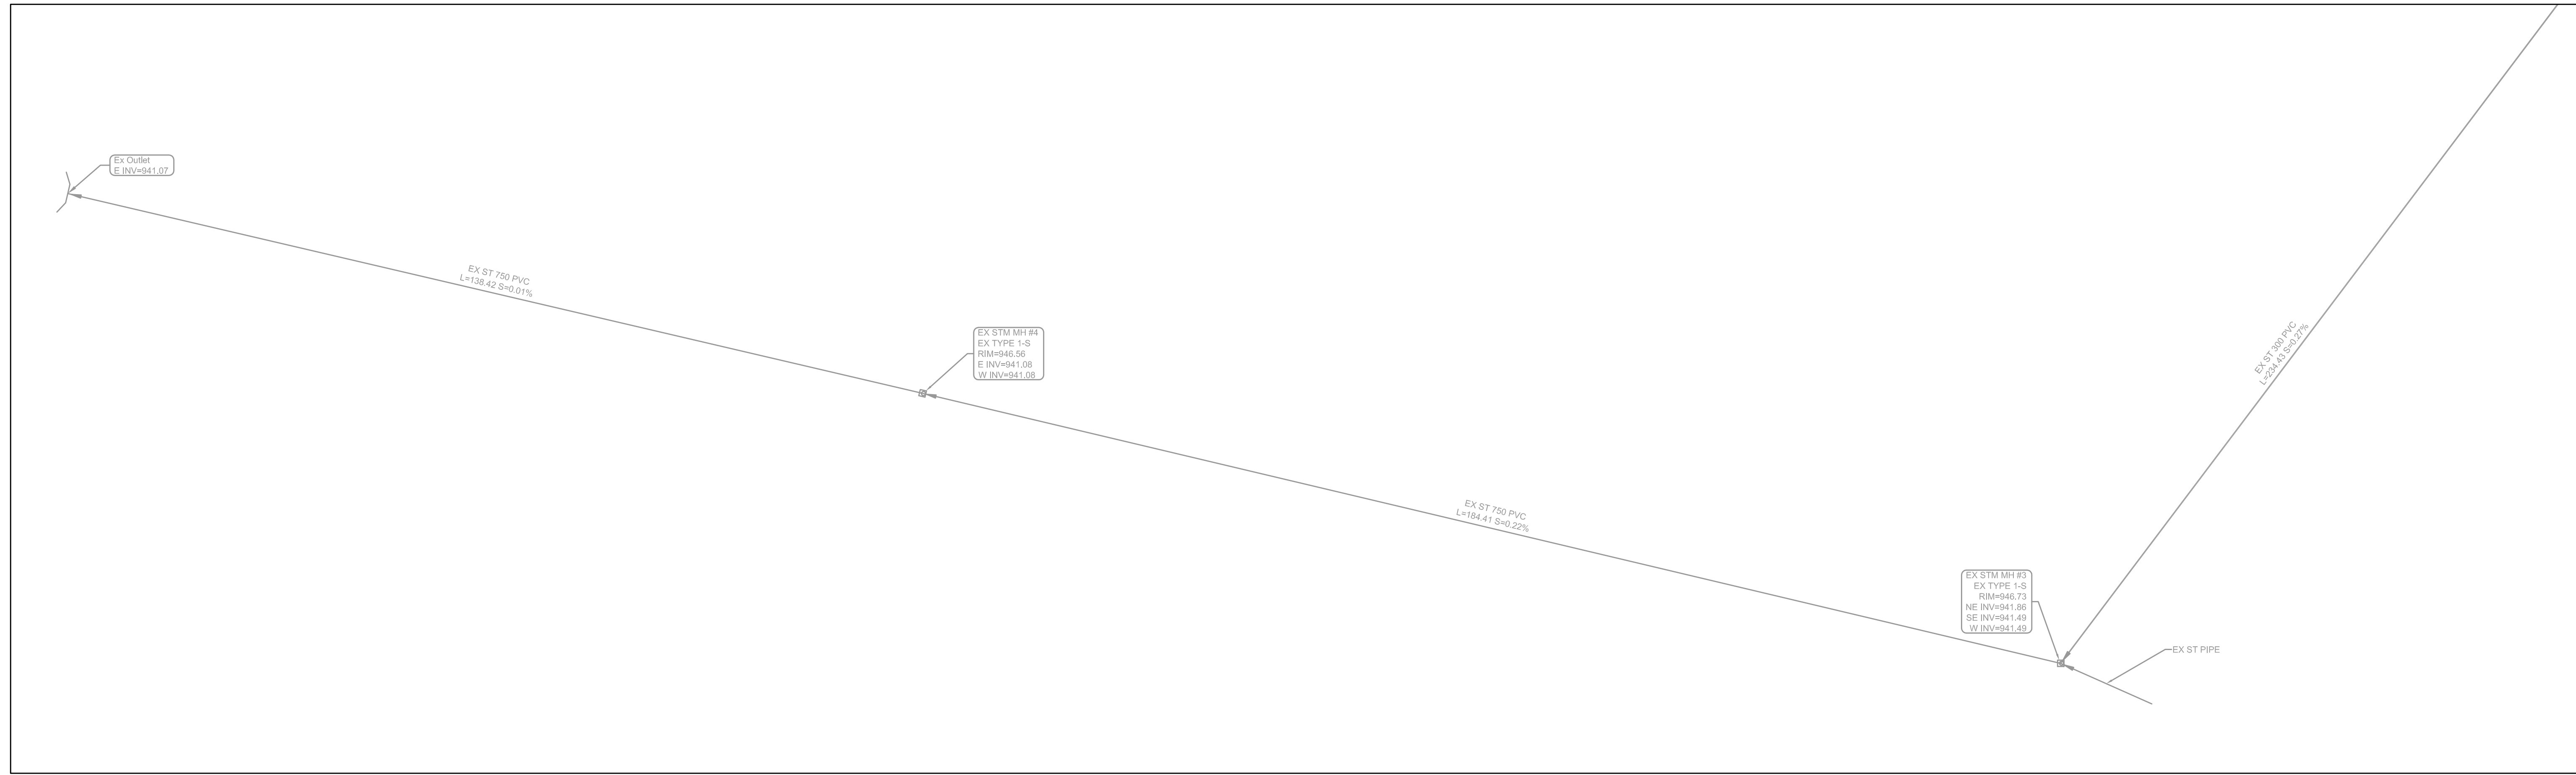 Ex Outlet
E INV=941.07
EX ST 750 PVC
L=138.42 S=0.01%
EX STM MH #4
EX TYPE 1-S
RIM=946.56
E INV=941.08
W INV=941.08
EX ST 300 PVC
L=234.43 S=0.27%
EX ST 750 PVC
L=184.41 S=0.22%
EX STM MH #3
EX TYPE 1-S
RIM=946.73
NE INV=941.86
SE INV=941.49
W INV=941.49
EX ST PIPE